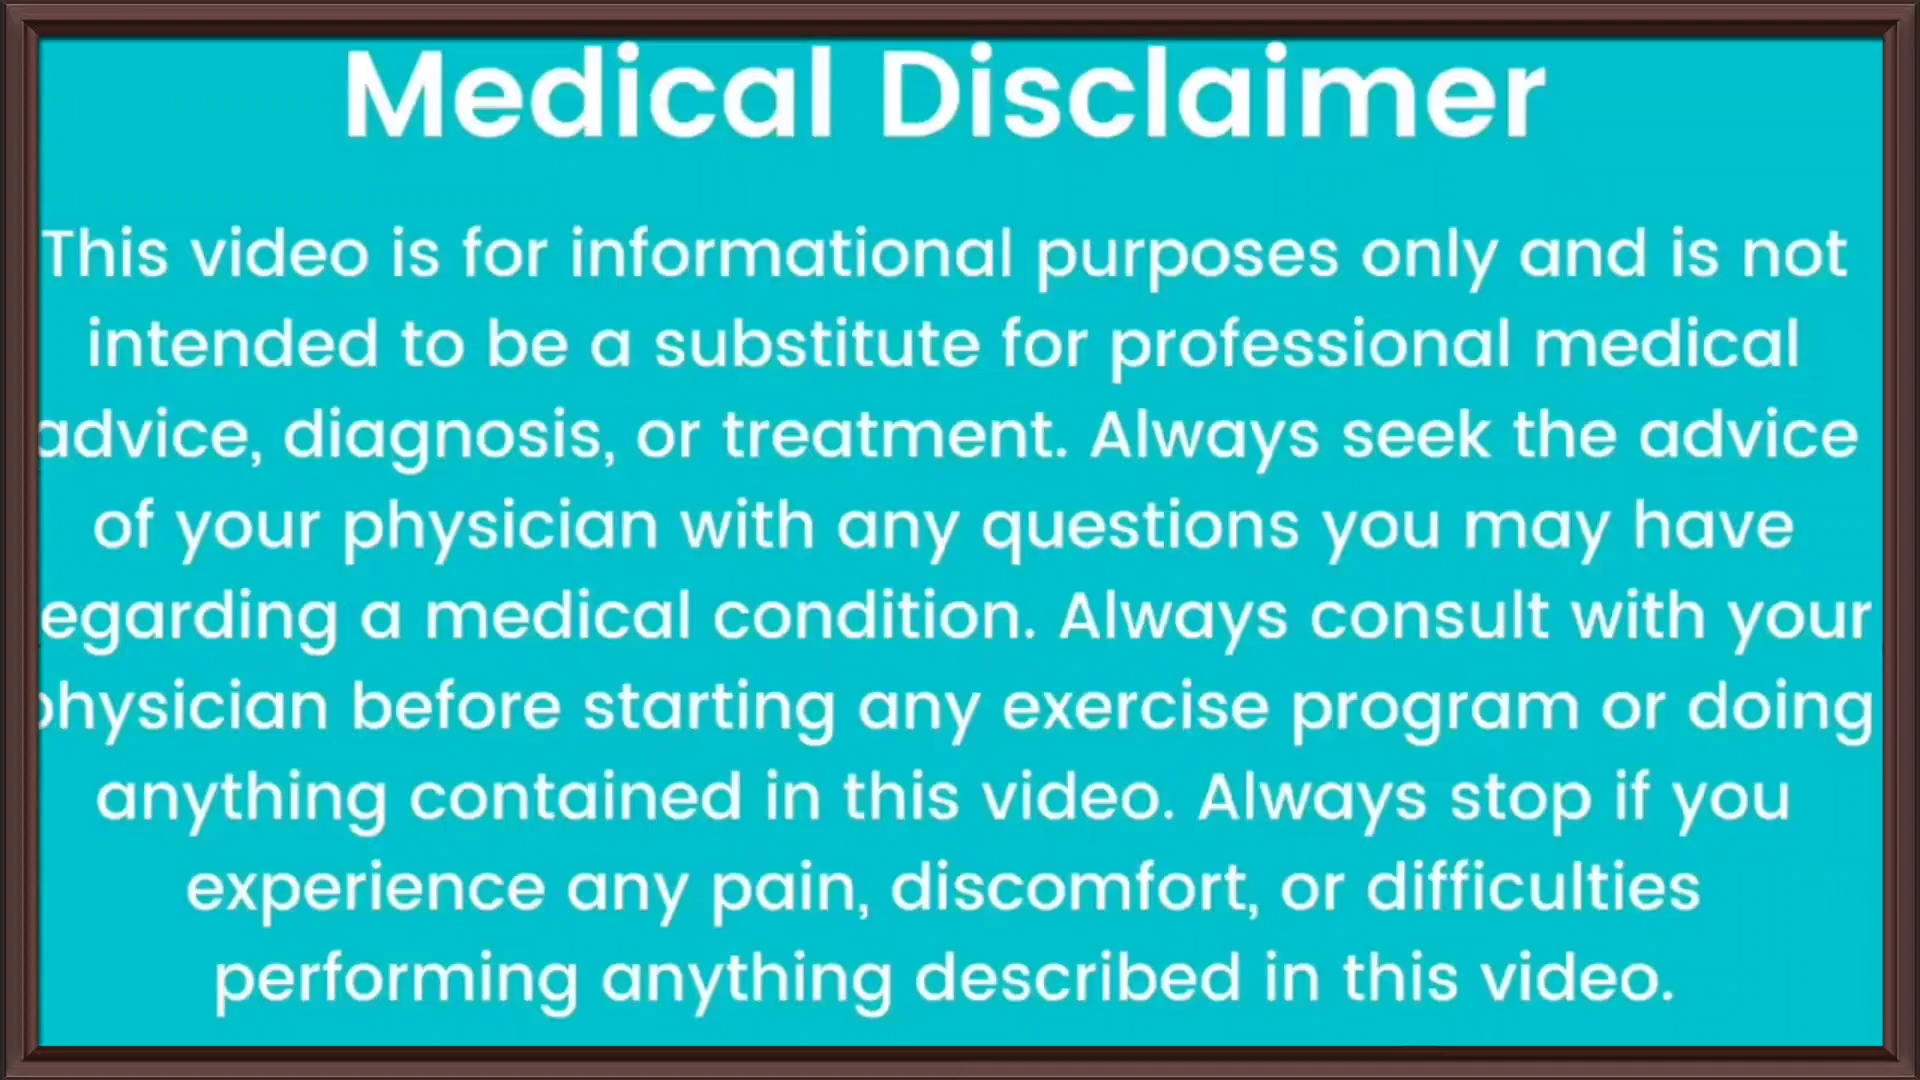 Medical Disclaimer
This video is for informational purposes only and is not
intended to be a substitute for professional medical
advice, diagnosis, or treatment. Always seek the advice
of your physician with any questions you may have
egarding a medical condition. Always consult with your
physician before starting any exercise program or doing
anything contained in this video. Always stop if you
experience any pain, discomfort, or difficulties
performing anything described in this video.